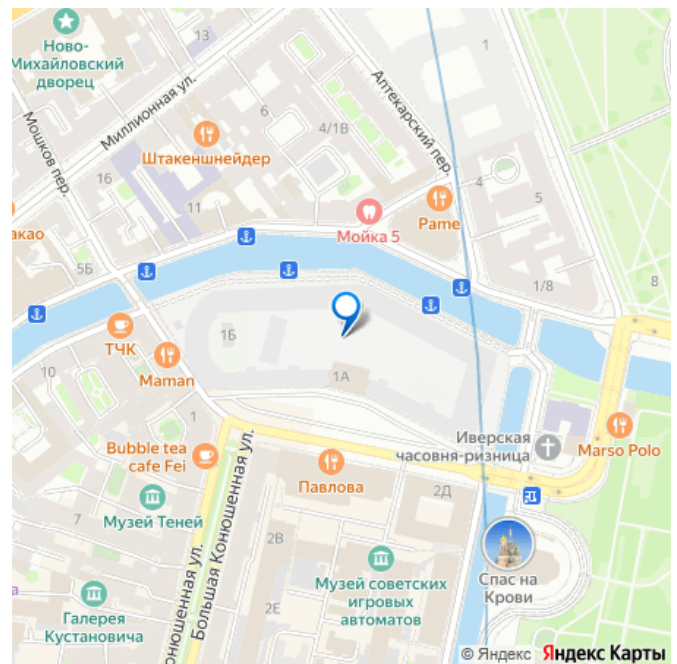 13
1
Ново-
Михайловский
дворец
Миллионная ул.
Аптекарский пер.
6
4/1В
Мошков пер.
Штакеншнейдер
16
4
5
11
Pame
акао
Мойка 5
5Б
8
1/8
1Б
ТЧК
Maman
10
1А
1
Иверская
часовня-ризница
Marso Polo
Bubble tea
cafe Fei
Павлова
2Д
Музей Теней
Большая Конюшенная ул.
онюшенная ул.
2В
Спас на
Крови
Музей советских
игровых
автоматов
а
2Е
Галерея
Кустановича
© Яндекс Яндекс Карты